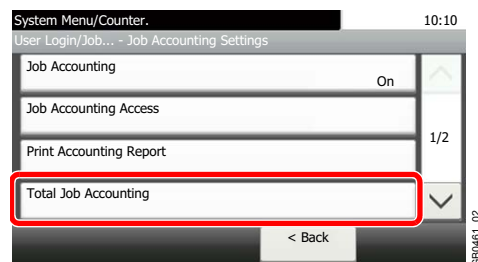 System Menu/Counter.
10:10
User Login/Job... - Job Accounting Settings
Job Accounting
On
Job Accounting Access
1/2
Print Accounting Report
Total Job Accounting
< Back